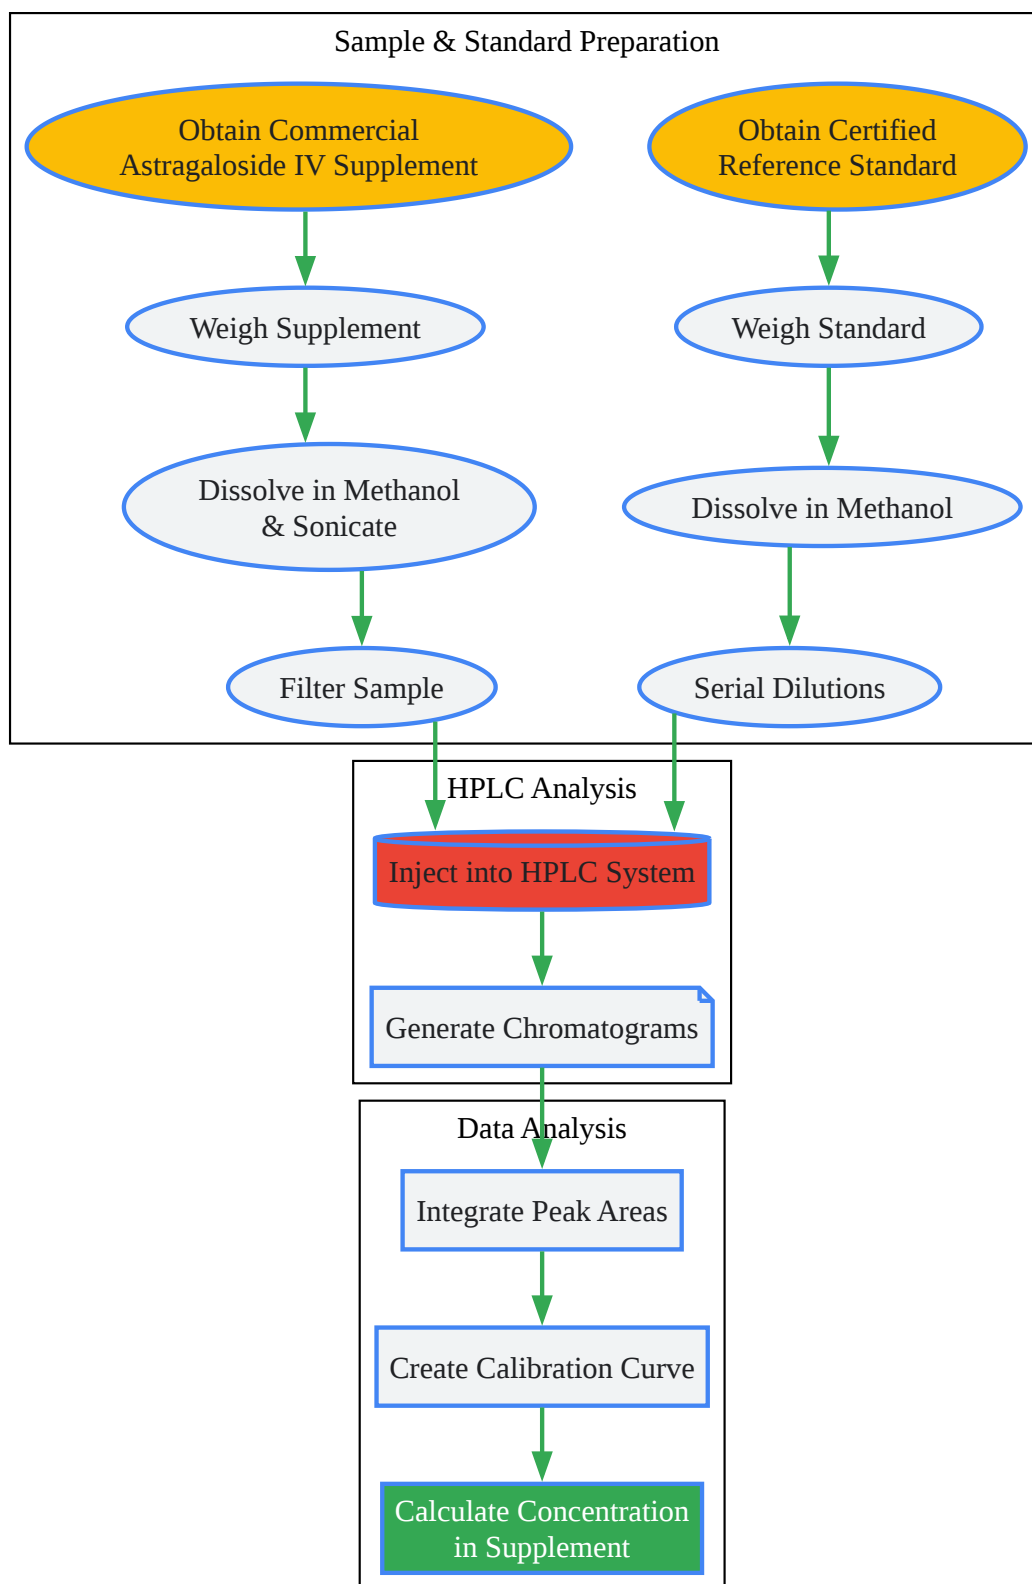 Sample & Standard Preparation
Obtain Commercial
Astragaloside IV Supplement
Obtain Certified
Reference Standard
Weigh Supplement
Weigh Standard
Dissolve in Methanol
& Sonicate
Dissolve in Methanol
Filter Sample
Serial Dilutions
HPLC Analysis
Inject into HPLC System
Generate Chromatograms
Data Analysis
Integrate Peak Areas
Create Calibration Curve
Calculate Concentration
in Supplement